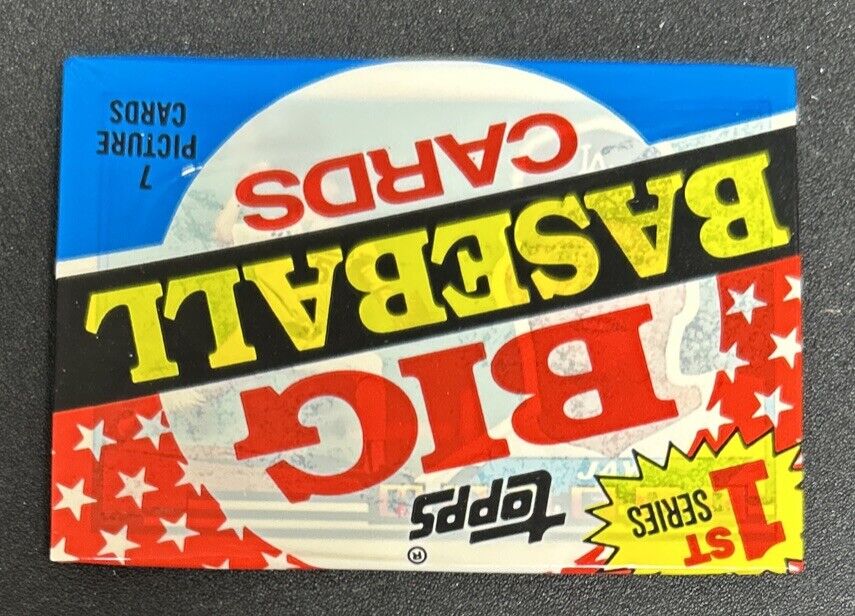 1ST
SERIES
topps®
BIG
BASEBALL
CARDS
7
PICTURE
CARDS